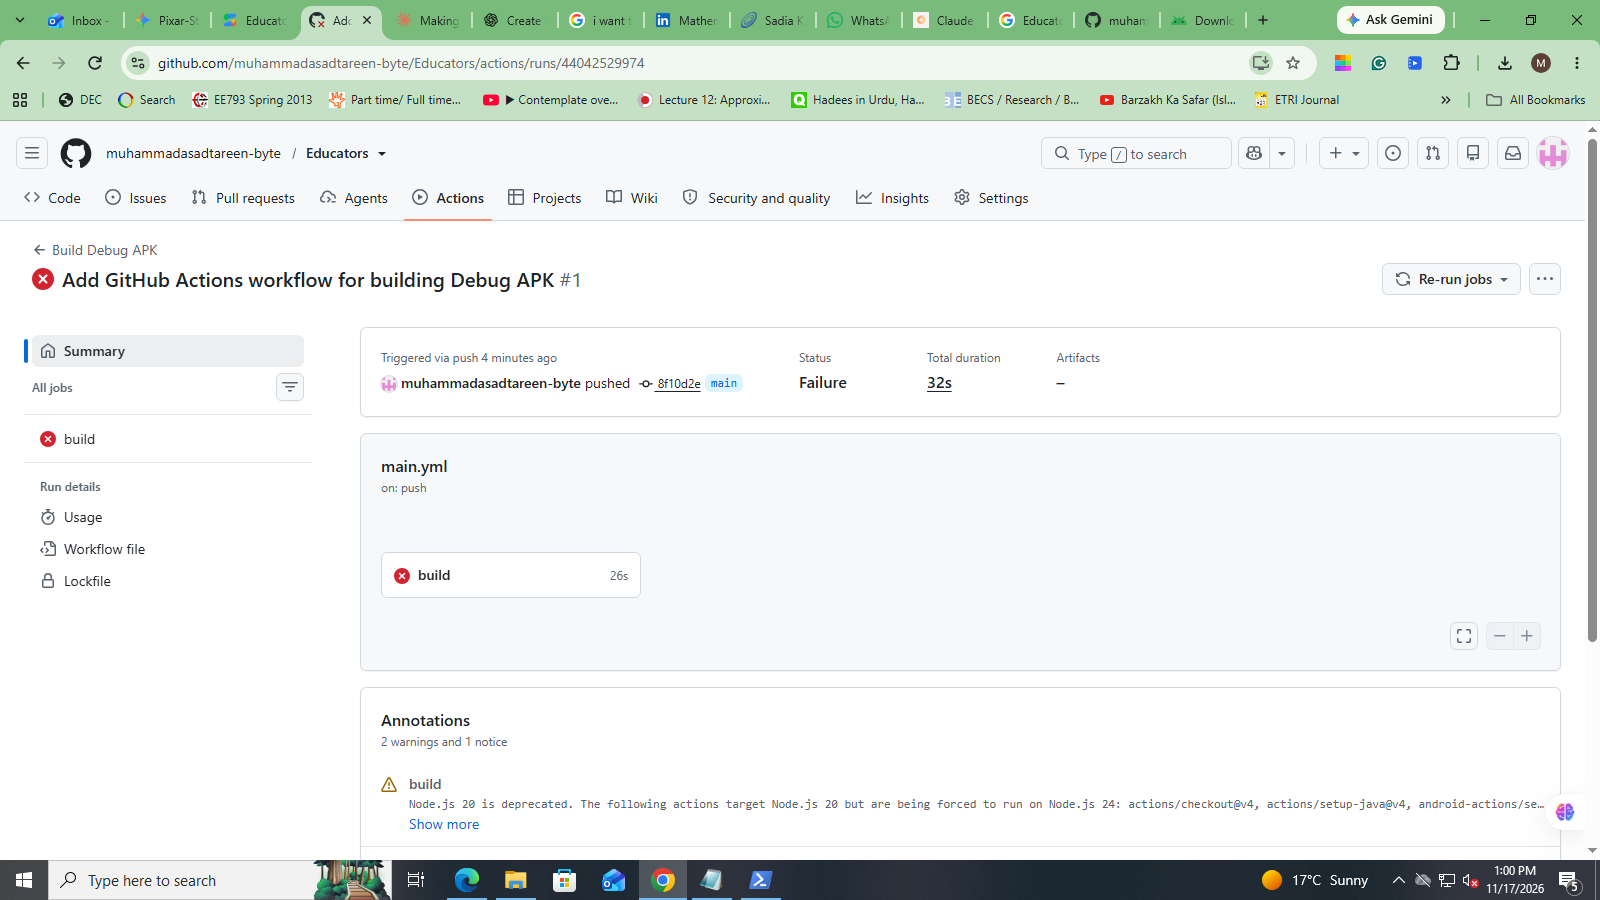 Inbox -
Pixar-St
Educato
Add
Making
Create
i want t
Mather
Sadia K
WhatsA
Claude
Educato
muham
Downlo
Ask Gemini
github.com/muhammadasadtareen-byte/Educators/actions/runs/44042529974
M
DEC
Search
EE793 Spring 2013
Part time/ Full time...
▶ Contemplate ove...
Lecture 12: Approxi...
Hadees in Urdu, Ha...
BECS / Research / B...
Barzakh Ka Safar (Isl...
ETRI Journal
»
All Bookmarks
muhammadasadtareen-byte / Educators
Type / to search
Code
Issues
Pull requests
Agents
Actions
Projects
Wiki
Security and quality
Insights
Settings
← Build Debug APK
Add GitHub Actions workflow for building Debug APK #1
Re-run jobs
Summary
All jobs
build
Run details
Usage
Workflow file
Lockfile
Triggered via push 4 minutes ago
muhammadasadtareen-byte pushed 8f10d2e main
Status
Failure
Total duration
32s
Artifacts
–
main.yml
on: push
build 26s
Annotations
2 warnings and 1 notice
build
Node.js 20 is deprecated. The following actions target Node.js 20 but are being forced to run on Node.js 24: actions/checkout@v4, actions/setup-java@v4, android-actions/se…
Show more
Type here to search
17°C Sunny
1:00 PM
11/17/2026
5